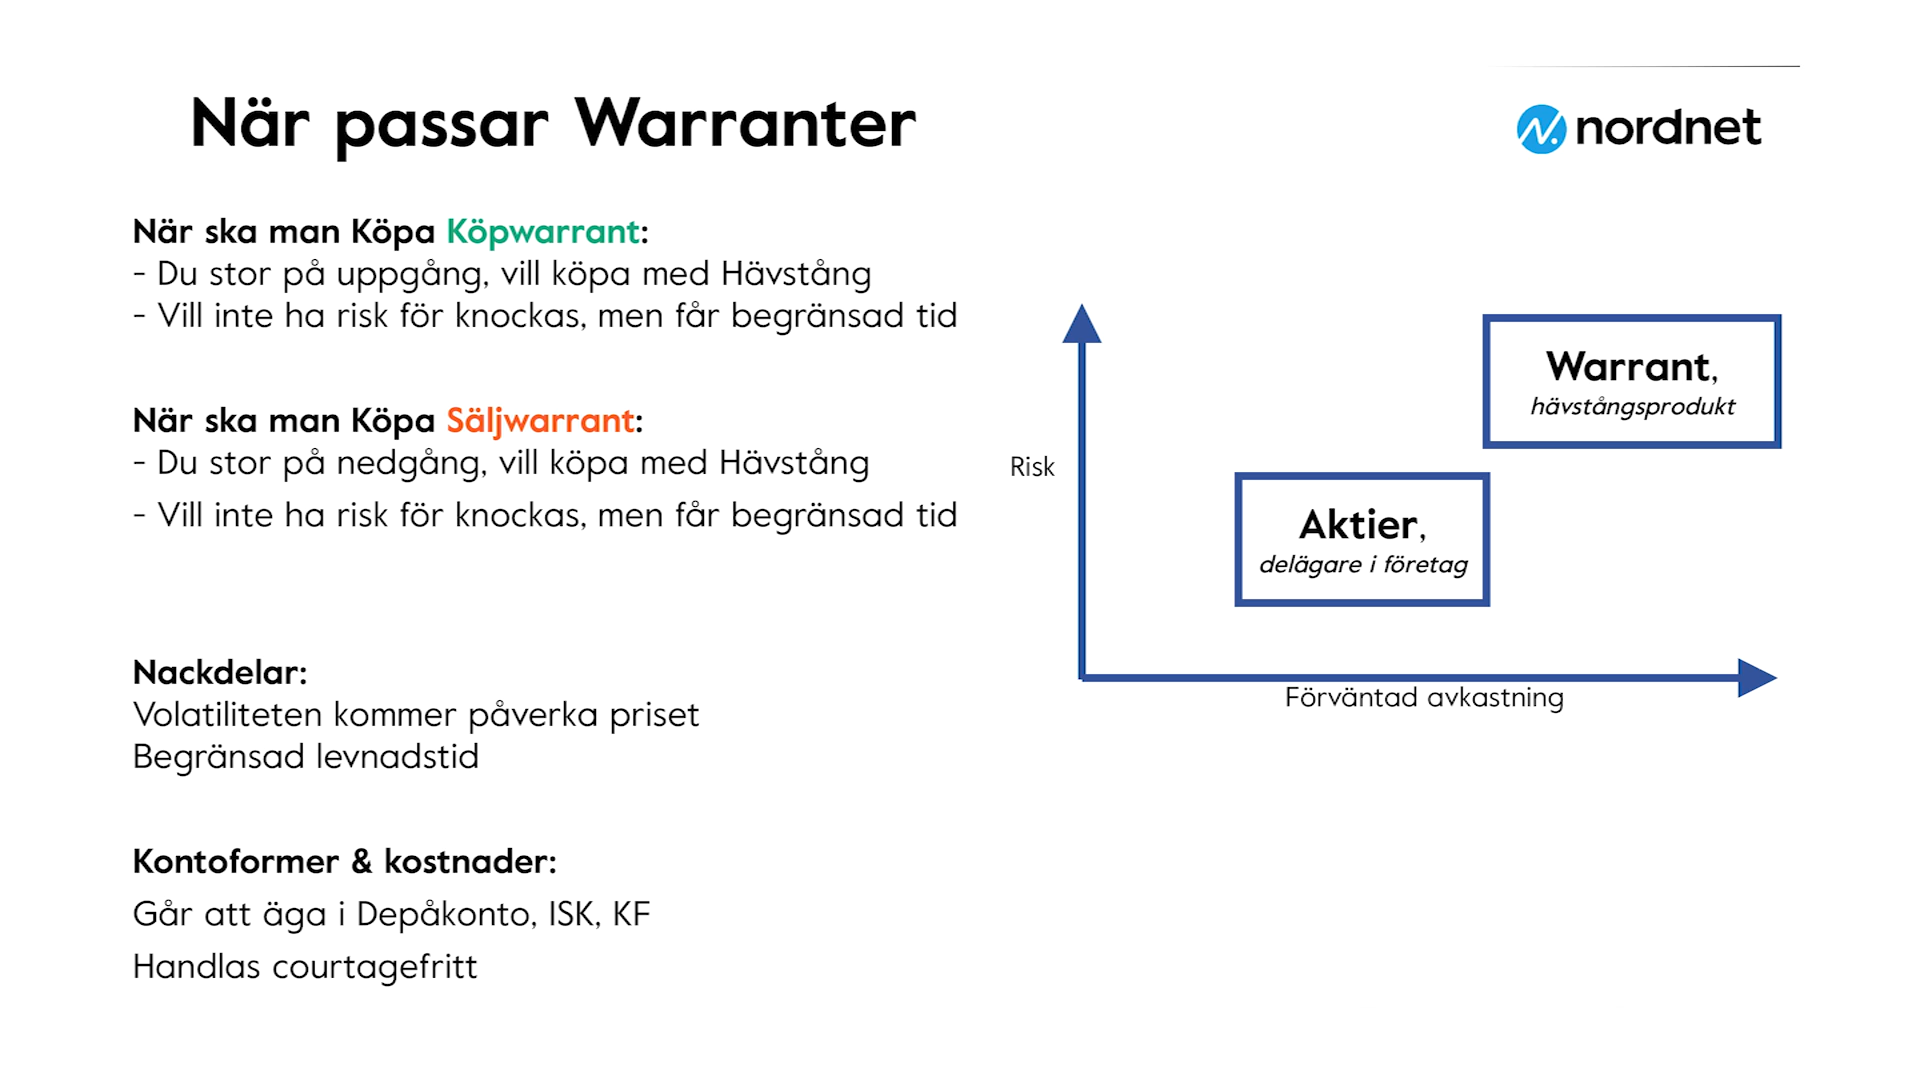 När passar Warranter
nordnet
När ska man Köpa Köpwarrant:
- Du stor på uppgång, vill köpa med Hävstång
- Vill inte ha risk för knockas, men får begränsad tid
När ska man Köpa Säljwarrant:
- Du stor på nedgång, vill köpa med Hävstång
- Vill inte ha risk för knockas, men får begränsad tid
Nackdelar:
Volatiliteten kommer påverka priset
Begränsad levnadstid
Kontoformer & kostnader:
Går att äga i Depåkonto, ISK, KF
Handlas courtagefritt
Warrant,
hävstångsprodukt
Risk
Aktier,
delägare i företag
Förväntad avkastning